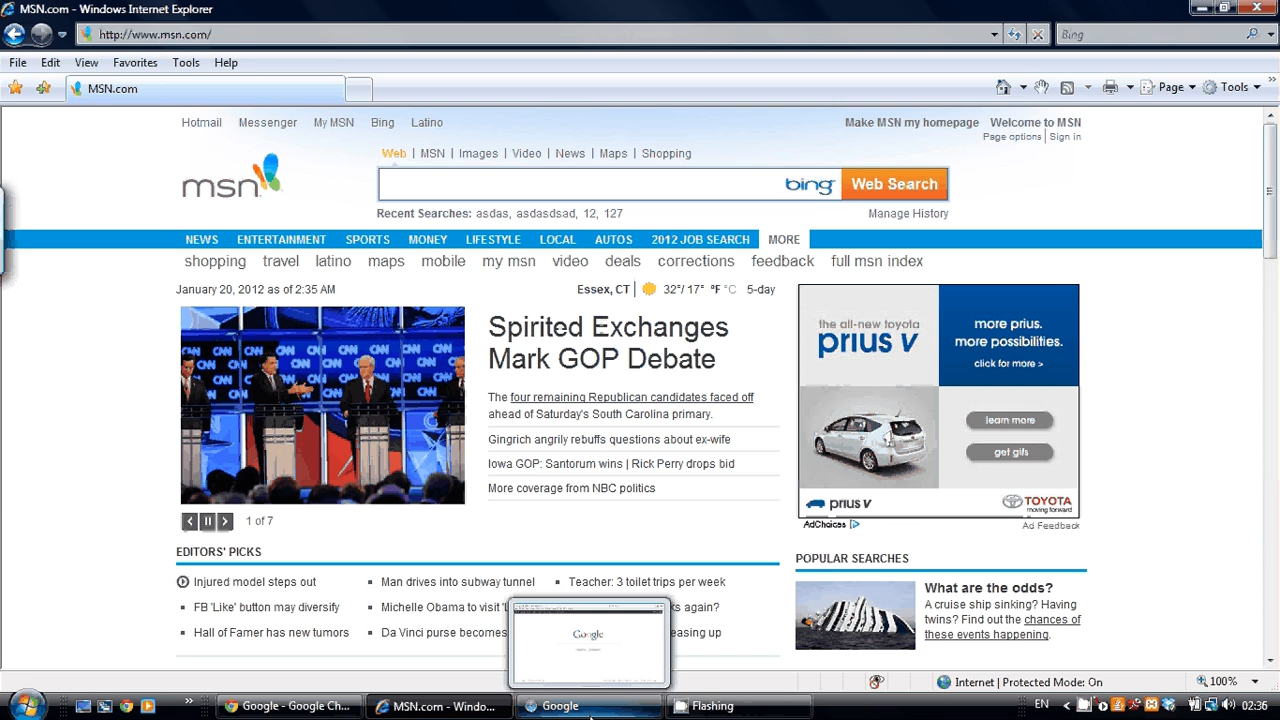 MSN.com - Windows Internet Explorer
http://www.msn.com/
Bing
File Edit View Favorites Tools Help
MSN.com
Page Tools
Hotmail Messenger My MSN Bing Latino
Make MSN my homepage Welcome to MSN
Page options Sign in
Web | MSN | Images | Video | News | Maps | Shopping
msn
bing Web Search
Recent Searches: asdas, asdasdsad, 12, 127
Manage History
NEWS ENTERTAINMENT SPORTS MONEY LIFESTYLE LOCAL AUTOS 2012 JOB SEARCH MORE
shopping travel latino maps mobile my msn video deals corrections feedback full msn index
January 20, 2012 as of 2:35 AM
Essex, CT 32°/ 17° °F °C 5-day
CNN CNN CNN CNN
Spirited Exchanges
Mark GOP Debate
The four remaining Republican candidates faced off
ahead of Saturday's South Carolina primary.
Gingrich angrily rebuffs questions about ex-wife
Iowa GOP: Santorum wins | Rick Perry drops bid
More coverage from NBC politics
1 of 7
the all-new toyota
prius v
more prius.
more possibilities.
click for more >
learn more
get gifs
prius v
TOYOTA
moving forward
AdChoices
Ad Feedback
EDITORS' PICKS
Injured model steps out
Man drives into subway tunnel
Teacher: 3 toilet trips per week
FB 'Like' button may diversify
Michelle Obama to visit
again?
Hall of Famer has new tumors
Da Vinci purse becomes
up
POPULAR SEARCHES
What are the odds?
A cruise ship sinking? Having
twins? Find out the chances of
these events happening.
Google
Internet | Protected Mode: On
100%
Google - Google Ch...
MSN.com - Windo...
Google
Flashing
EN
02:36